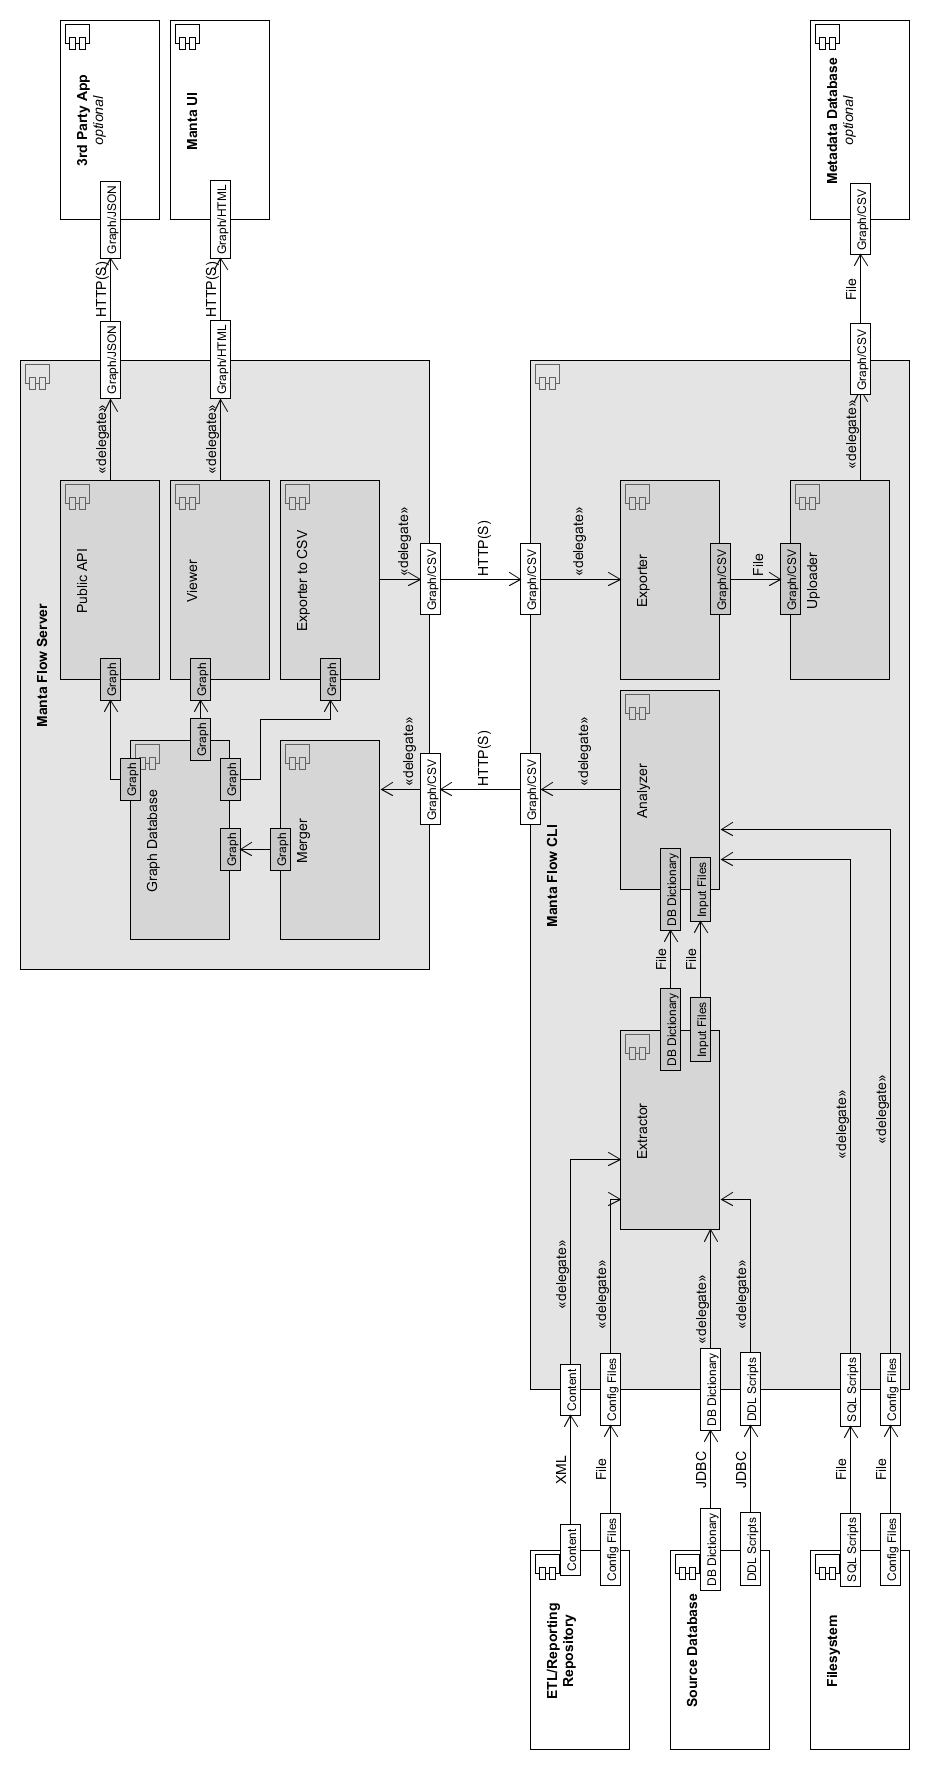 3rd Party App
optional
Manta UI
Metadata Database
optional
Graph/JSON
Graph/HTML
Graph/CSV
HTTP(S)
HTTP(S)
File
Graph/JSON
Graph/HTML
Graph/CSV
Manta Flow Server
«delegate»
«delegate»
Public API
Viewer
Exporter to CSV
Graph
Graph
Graph
Graph
Graph
Graph
Graph
Graph
Graph Database
Merger
«delegate»
Graph/CSV
HTTP(S)
Graph/CSV
«delegate»
«delegate»
Graph/CSV
HTTP(S)
Graph/CSV
«delegate»
Manta Flow CLI
«delegate»
Exporter
Graph/CSV
File
Graph/CSV
Uploader
Analyzer
DB Dictionary
Input Files
File
File
DB Dictionary
Input Files
Extractor
«delegate»
«delegate»
«delegate»
«delegate»
«delegate»
«delegate»
Content
Config Files
DB Dictionary
DDL Scripts
SQL Scripts
Config Files
XML
File
JDBC
JDBC
File
File
Content
Config Files
DB Dictionary
DDL Scripts
SQL Scripts
Config Files
ETL/Reporting
Repository
Source Database
Filesystem